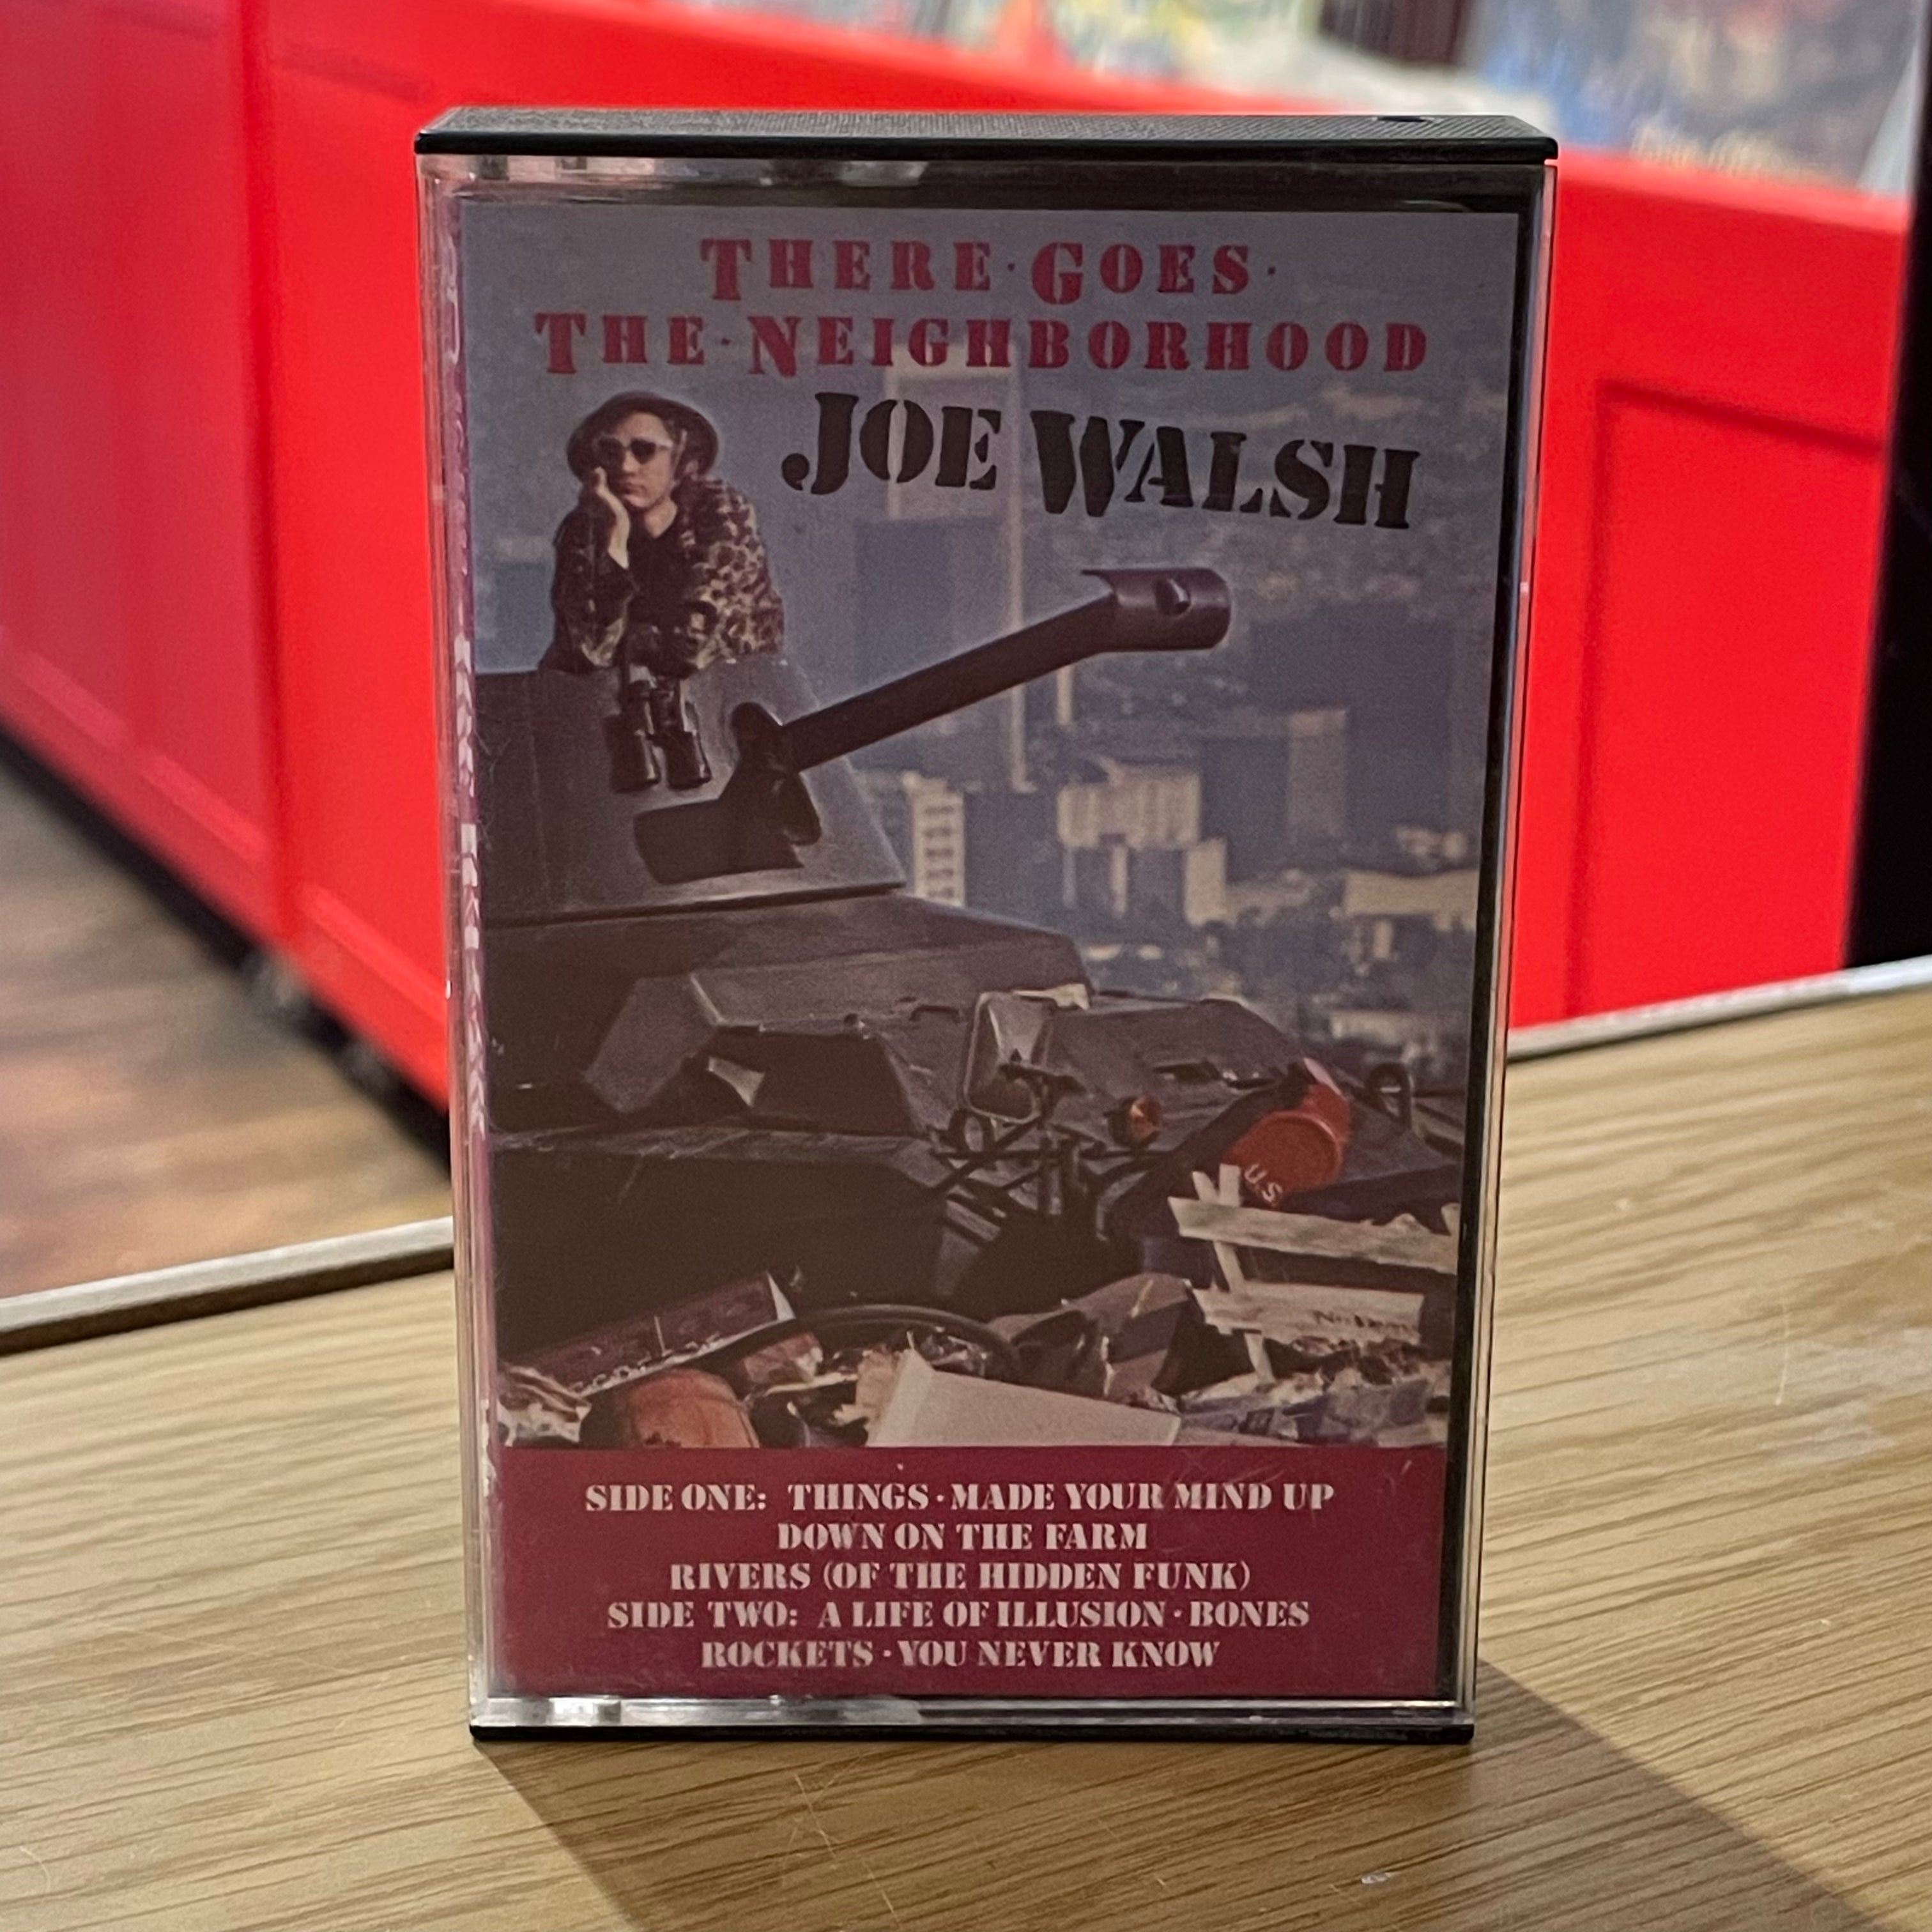 THERE·GOES·
THE·NEIGHBORHOOD
JOE WALSH
U.S.
SIDE ONE: THINGS·MADE YOUR MIND UP
DOWN ON THE FARM
RIVERS (OF THE HIDDEN FUNK)
SIDE TWO: A LIFE OF ILLUSION·BONES
ROCKETS·YOU NEVER KNOW